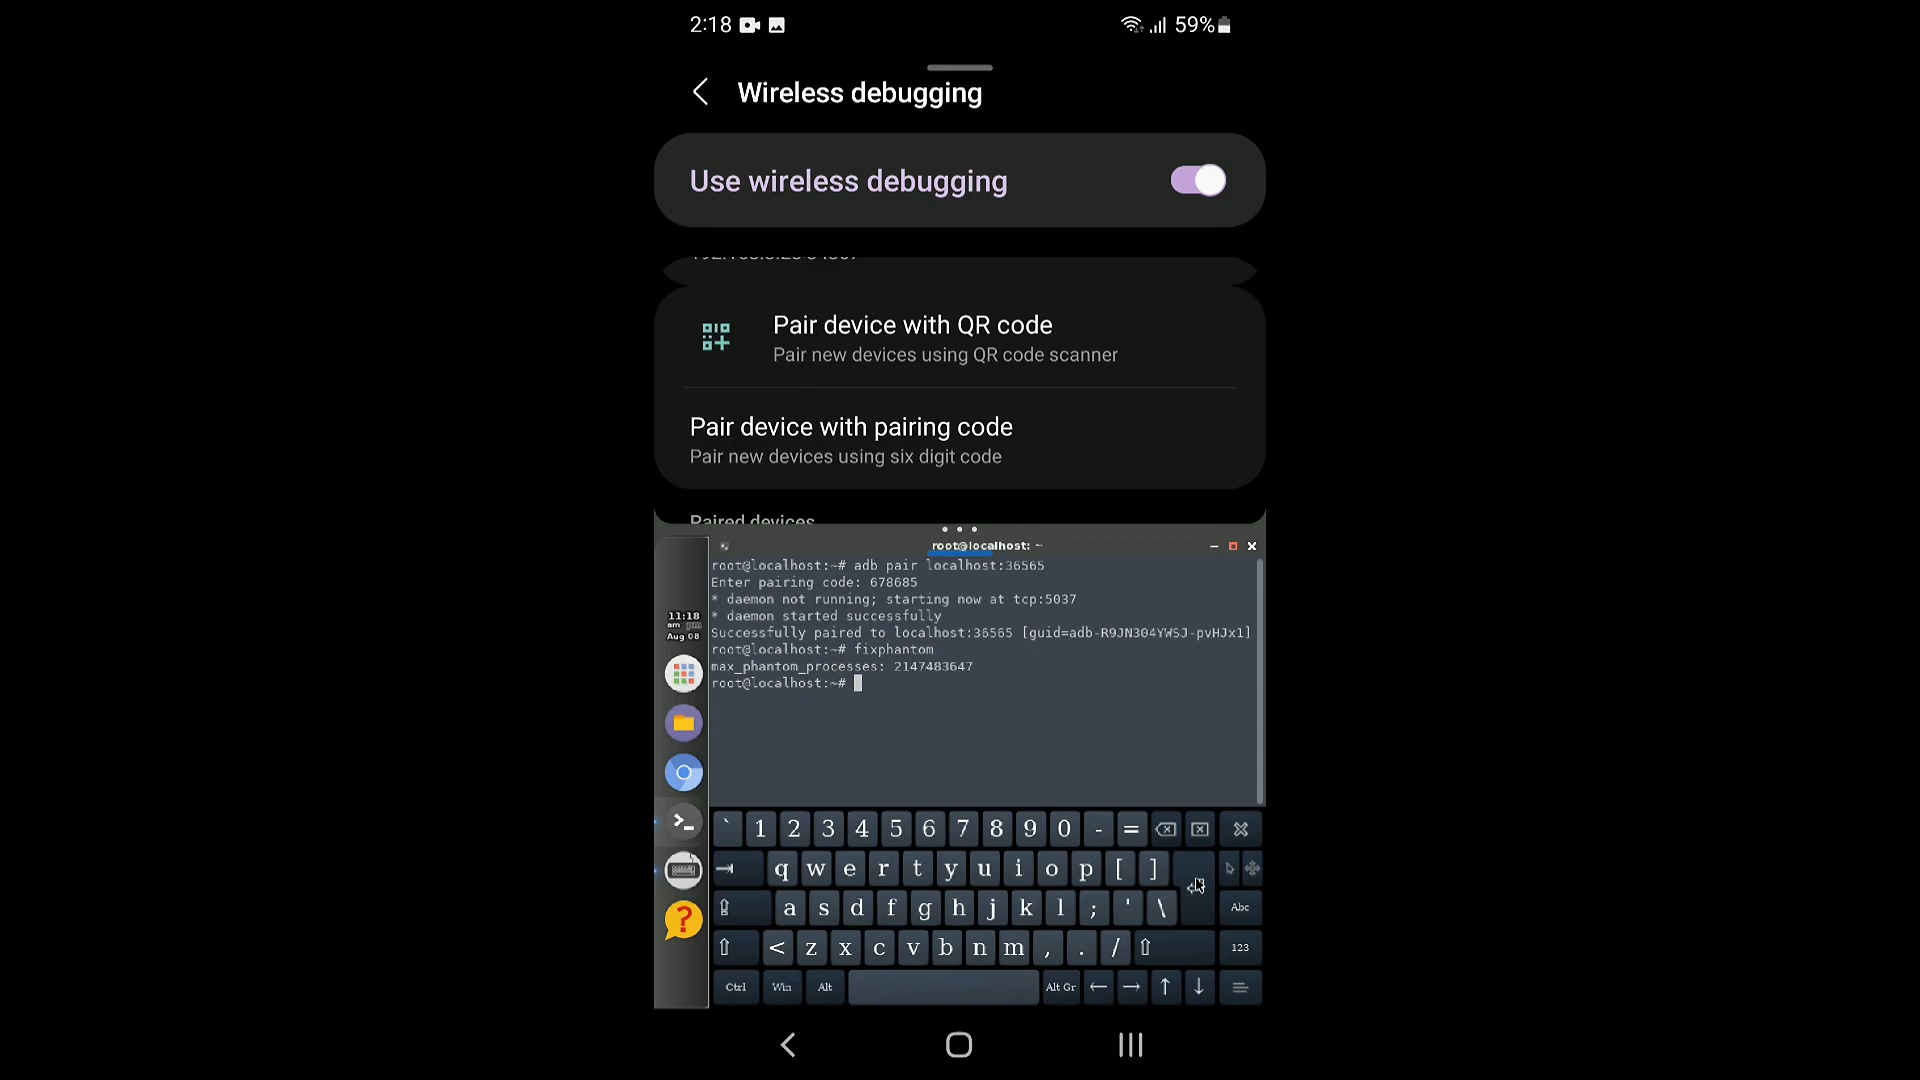 2:18
59%
Wireless debugging
Use wireless debugging
Pair device with QR code
Pair new devices using QR code scanner
Pair device with pairing code
Pair new devices using six digit code
Paired devices
root@localhost: ~
root@localhost:~# adb pair localhost:36565
Enter pairing code: 678685
* daemon not running; starting now at tcp:5037
* daemon started successfully
Successfully paired to localhost:36565 [guid=adb-R9JN304YWSJ-pvHJx1]
root@localhost:~# fixphantom
max_phantom_processes: 2147483647
root@localhost:~#
11:18
am pm
Aug 08
` 1 2 3 4 5 6 7 8 9 0 - =
q w e r t y u i o p [ ]
a s d f g h j k l ; ' \ Abc
< z x c v b n m , . / 123
Ctrl Win Alt Alt Gr